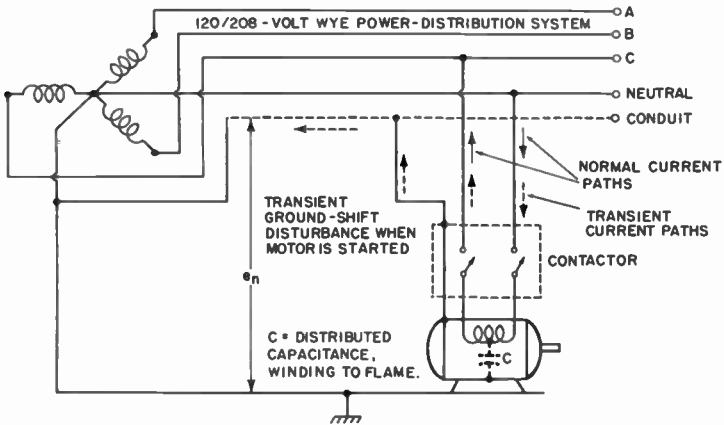 120/208 - VOLT WYE POWER-DISTRIBUTION SYSTEM
A
B
C
NEUTRAL
CONDUIT
NORMAL CURRENT
PATHS
TRANSIENT
CURRENT PATHS
TRANSIENT
GROUND-SHIFT
DISTURBANCE WHEN
MOTOR IS STARTED
CONTACTOR
en
C = DISTRIBUTED
CAPACITANCE,
WINDING TO FLAME.
C